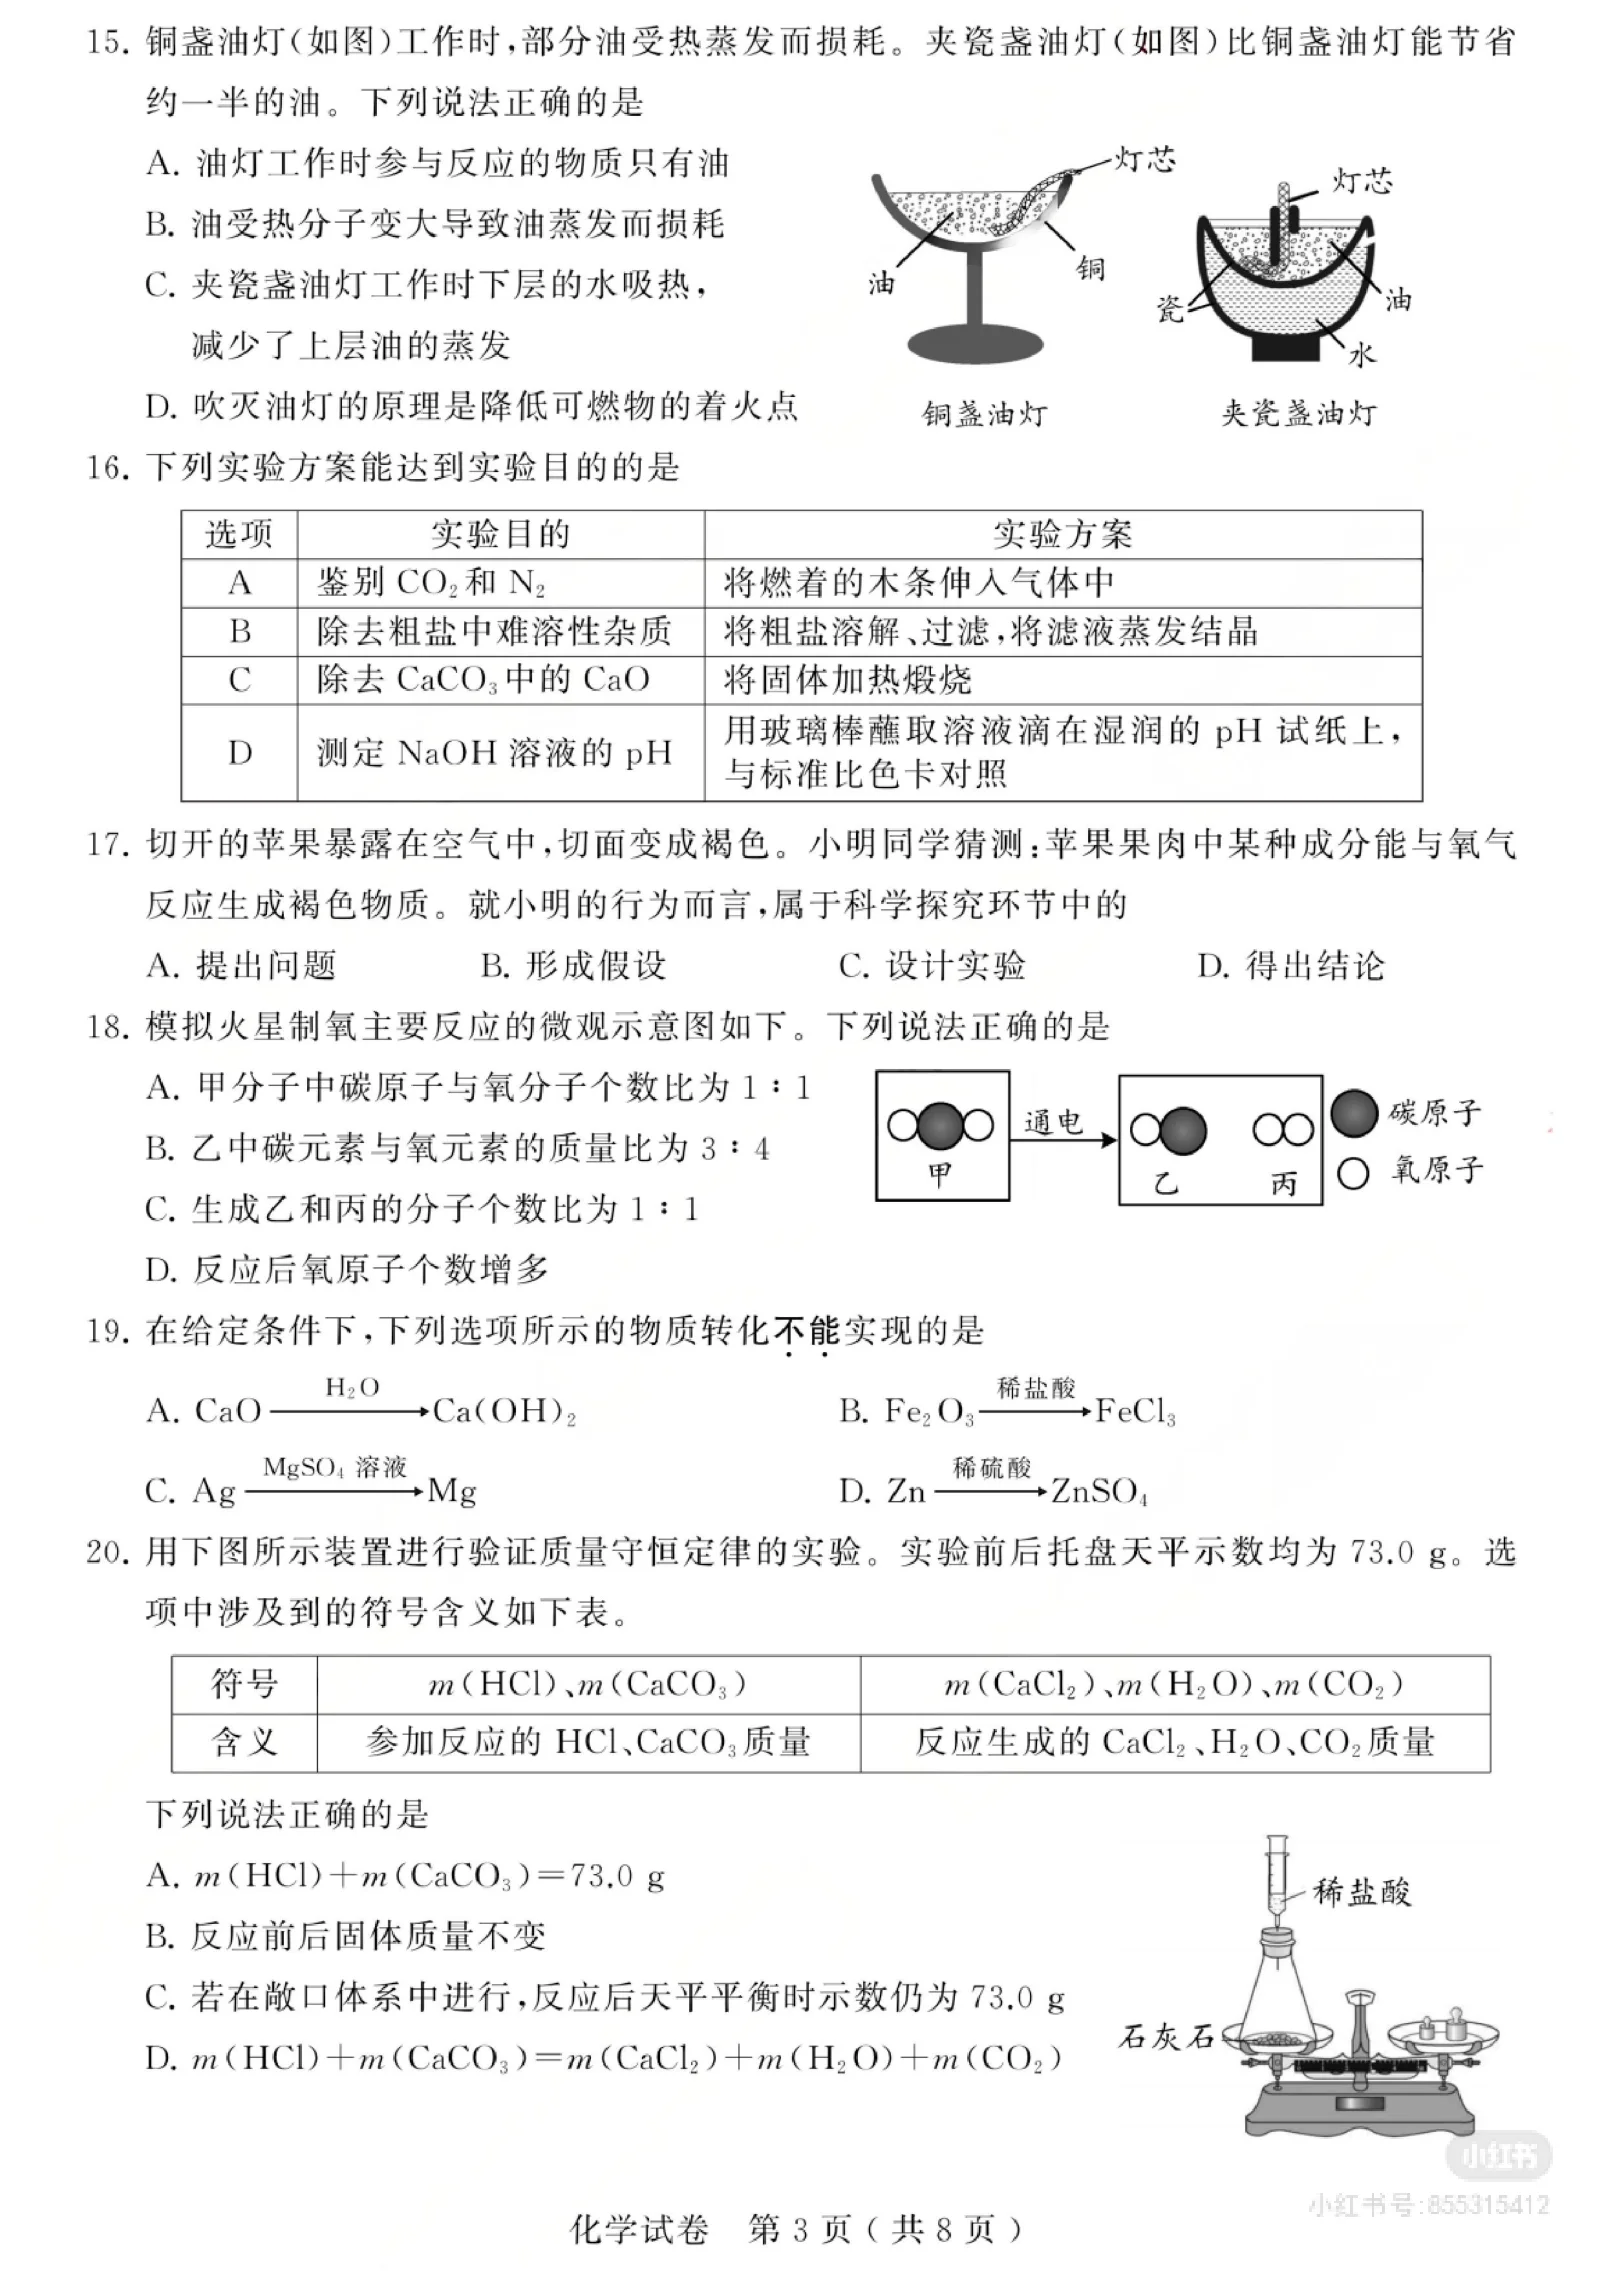 15. 铜盏油灯(如图)工作时,部分油受热蒸发而损耗。夹瓷盏油灯(如图)比铜盏油灯能节省
约一半的油。下列说法正确的是
A. 油灯工作时参与反应的物质只有油
B. 油受热分子变大导致油蒸发而损耗
C. 夹瓷盏油灯工作时下层的水吸热,
减少了上层油的蒸发
D. 吹灭油灯的原理是降低可燃物的着火点
灯芯
油
铜
铜盏油灯
灯芯
瓷
油
水
夹瓷盏油灯
16. 下列实验方案能达到实验目的的是
选项 实验目的 实验方案
A 鉴别 CO₂和 N₂ 将燃着的木条伸入气体中
B 除去粗盐中难溶性杂质 将粗盐溶解、过滤,将滤液蒸发结晶
C 除去 CaCO₃中的 CaO 将固体加热煅烧
D 测定 NaOH 溶液的 pH 用玻璃棒蘸取溶液滴在湿润的 pH 试纸上,
与标准比色卡对照
17. 切开的苹果暴露在空气中,切面变成褐色。小明同学猜测:苹果果肉中某种成分能与氧气
反应生成褐色物质。就小明的行为而言,属于科学探究环节中的
A. 提出问题 B. 形成假设 C. 设计实验 D. 得出结论
18. 模拟火星制氧主要反应的微观示意图如下。下列说法正确的是
A. 甲分子中碳原子与氧分子个数比为 1∶1
B. 乙中碳元素与氧元素的质量比为 3∶4
C. 生成乙和丙的分子个数比为 1∶1
D. 反应后氧原子个数增多
甲
通电
乙 丙
碳原子
氧原子
19. 在给定条件下,下列选项所示的物质转化不能实现的是
A. CaO —H₂O→ Ca(OH)₂ B. Fe₂O₃ —稀盐酸→ FeCl₃
C. Ag —MgSO₄ 溶液→ Mg D. Zn —稀硫酸→ ZnSO₄
20. 用下图所示装置进行验证质量守恒定律的实验。实验前后托盘天平示数均为 73.0 g。选
项中涉及到的符号含义如下表。
符号 m(HCl)、m(CaCO₃) m(CaCl₂)、m(H₂O)、m(CO₂)
含义 参加反应的 HCl、CaCO₃质量 反应生成的 CaCl₂、H₂O、CO₂质量
下列说法正确的是
A. m(HCl)+m(CaCO₃)=73.0 g
B. 反应前后固体质量不变
C. 若在敞口体系中进行,反应后天平平衡时示数仍为 73.0 g
D. m(HCl)+m(CaCO₃)=m(CaCl₂)+m(H₂O)+m(CO₂)
稀盐酸
石灰石
小红书
小红书号:855315412
化学试卷 第 3 页(共 8 页)